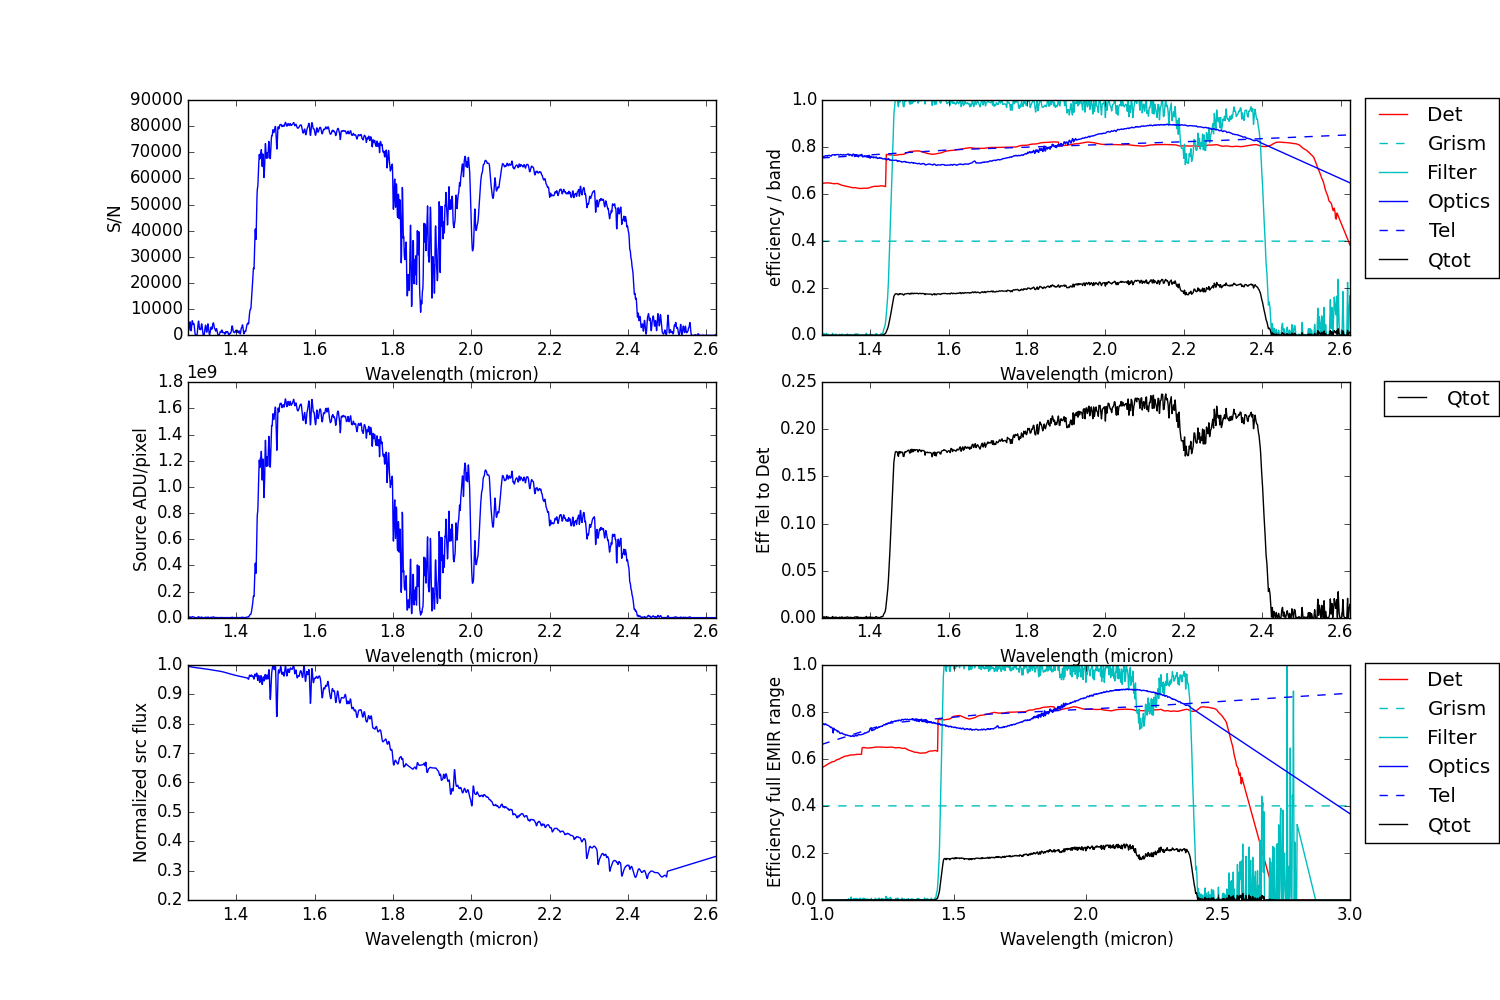 90000
80000
70000
60000
50000
40000
30000
20000
10000
0
S/N
1.4 1.6 1.8 2.0 2.2 2.4 2.6
Wavelength (micron)
1.0
0.8
0.6
0.4
0.2
0.0
efficiency / band
1.4 1.6 1.8 2.0 2.2 2.4 2.6
Wavelength (micron)
Det
Grism
Filter
Optics
Tel
Qtot
1e9
1.8
1.6
1.4
1.2
1.0
0.8
0.6
0.4
0.2
0.0
Source ADU/pixel
1.4 1.6 1.8 2.0 2.2 2.4 2.6
Wavelength (micron)
0.25
0.20
0.15
0.10
0.05
0.00
Eff Tel to Det
1.4 1.6 1.8 2.0 2.2 2.4 2.6
Wavelength (micron)
Qtot
1.0
0.9
0.8
0.7
0.6
0.5
0.4
0.3
0.2
Normalized src flux
1.4 1.6 1.8 2.0 2.2 2.4 2.6
Wavelength (micron)
1.0
0.8
0.6
0.4
0.2
0.0
Efficiency full EMIR range
1.0 1.5 2.0 2.5 3.0
Wavelength (micron)
Det
Grism
Filter
Optics
Tel
Qtot